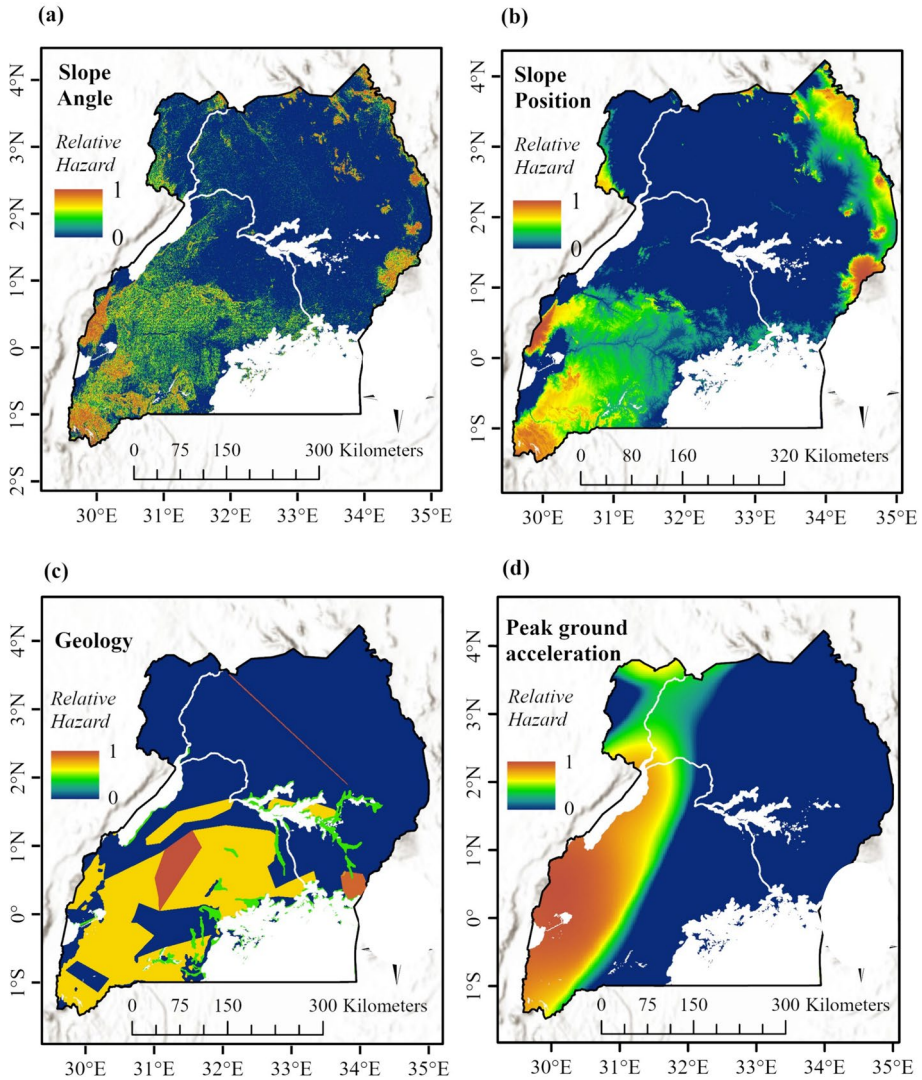 (a)
Slope
Angle
Relative
Hazard
1
0
4°N
3°N
2°N
1°N
0°
1°S
2°S
0 75 150 300 Kilometers
30°E 31°E 32°E 33°E 34°E 35°E
(b)
Slope
Position
Relative
Hazard
1
0
4°N
3°N
2°N
1°N
0°
1°S
0 80 160 320 Kilometers
30°E 31°E 32°E 33°E 34°E 35°E
(c)
Geology
Relative
Hazard
1
0
4°N
3°N
2°N
1°N
0°
1°S
0 75 150 300 Kilometers
30°E 31°E 32°E 33°E 34°E 35°E
(d)
Peak ground
acceleration
Relative
Hazard
1
0
4°N
3°N
2°N
1°N
0°
1°S
0 75 150 300 Kilometers
30°E 31°E 32°E 33°E 34°E 35°E